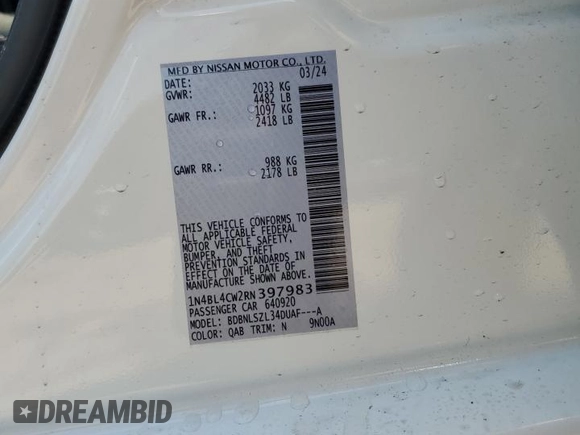 MFD BY NISSAN MOTOR CO., LTD.
DATE: 03/24
GVWR: 2033 KG
4482 LB
GAWR FR.: 1097 KG
2418 LB
GAWR RR.: 988 KG
2178 LB
THIS VEHICLE CONFORMS TO
ALL APPLICABLE FEDERAL
MOTOR VEHICLE SAFETY,
BUMPER, AND THEFT
PREVENTION STANDARDS IN
EFFECT ON THE DATE OF
MANUFACTURE SHOWN ABOVE.
1N4BL4CW2RN397983
PASSENGER CAR 640920
MODEL: BDBNLSZL34DUAF---A
COLOR: QAB TRIM: N 9N00A
DREAMBID